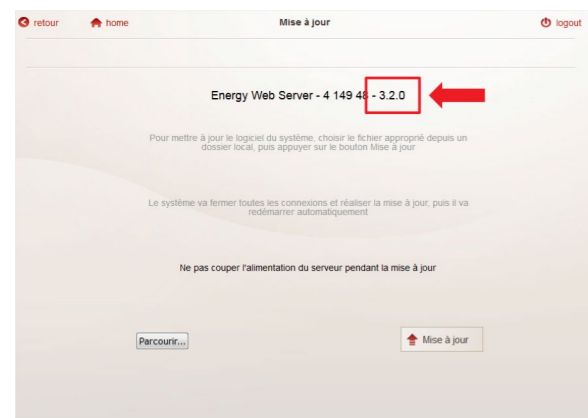 retour home Mise à jour logout
Energy Web Server - 4 149 48 - 3.2.0
Pour mettre à jour le logiciel du système, choisir le fichier approprié depuis un
dossier local, puis appuyer sur le bouton Mise à jour
Le système va fermer toutes les connexions et réaliser la mise à jour, puis il va
redémarrer automatiquement
Ne pas couper l'alimentation du serveur pendant la mise à jour
Parcourir... Mise à jour